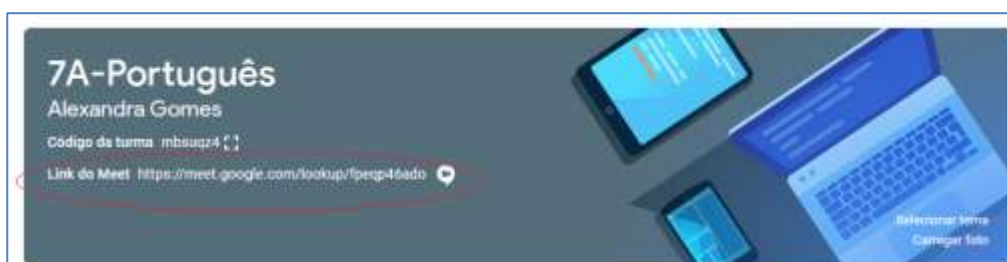 7A-Português
Alexandra Gomes
Código da turma mbsuqz4
Link do Meet https://meet.google.com/lookup/fpeqp46ado
Selecionar tema
Carregar foto